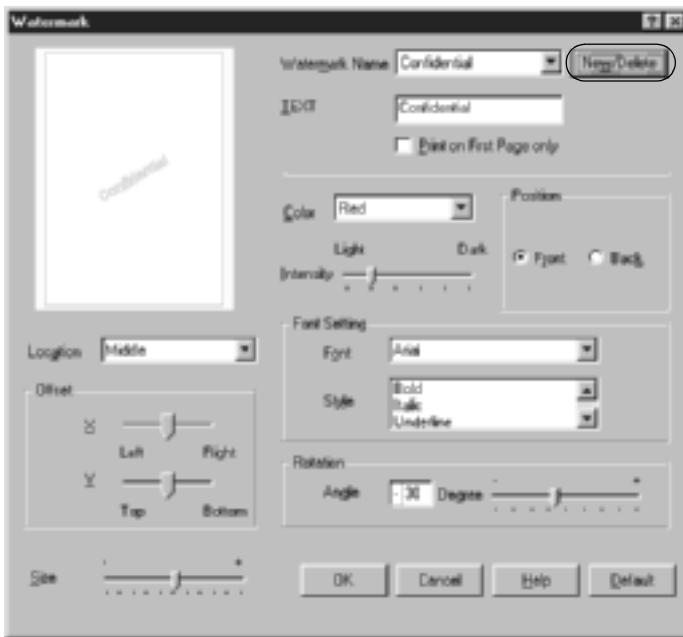 Watermark
Confidential
Watermark Name Confidential New/Delete
TEXT Confidential
Print on First Page only
Color Red
Light Dark
Intensity
Position
Front Back
Location Middle
Font Setting
Font Arial
Style Bold
Italic
Underline
Offset
X
Left Right
Y
Top Bottom
Rotation
Angle - 30 Degree - +
Size - +
OK Cancel Help Default